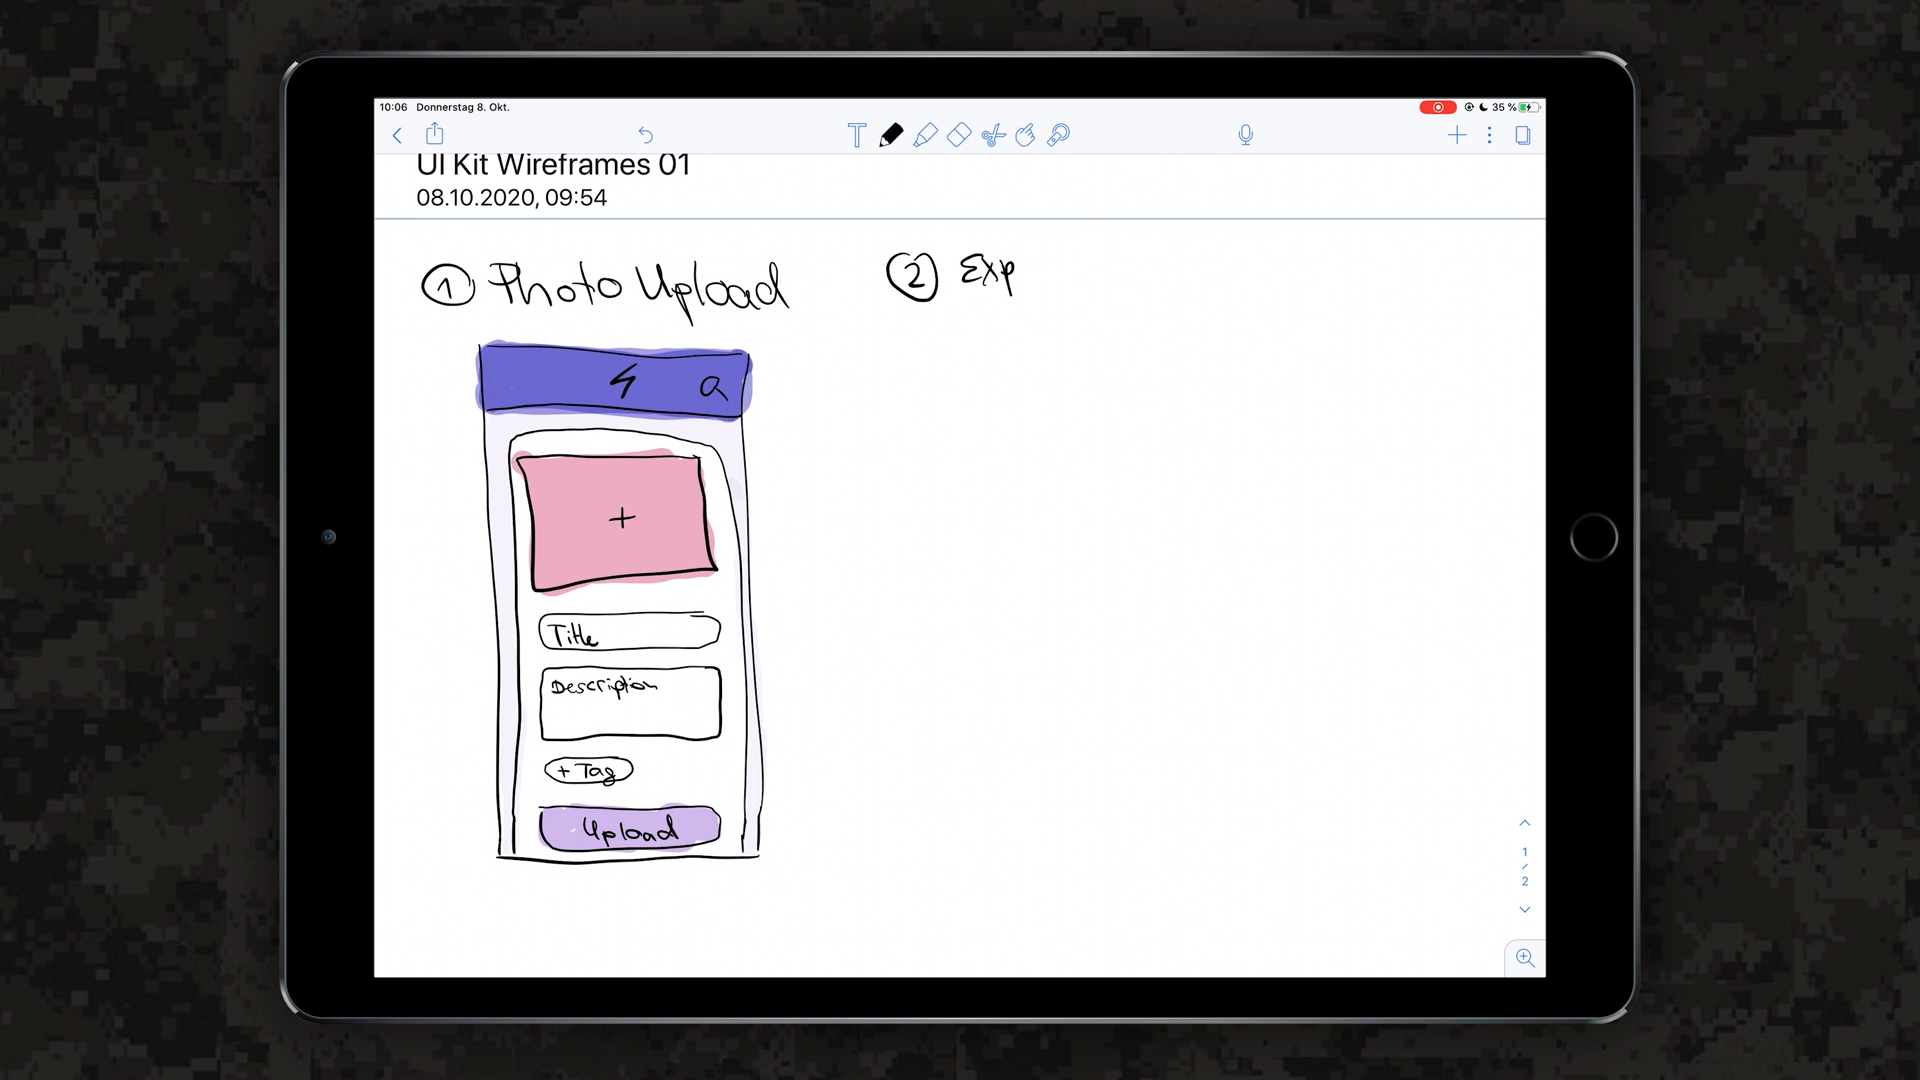 10:06 Donnerstag 8. Okt.
35 %
UI Kit Wireframes 01
08.10.2020, 09:54
1 Photo Upload
2 Exp
+
Title
Description
+ Tag
Upload
1
/
2